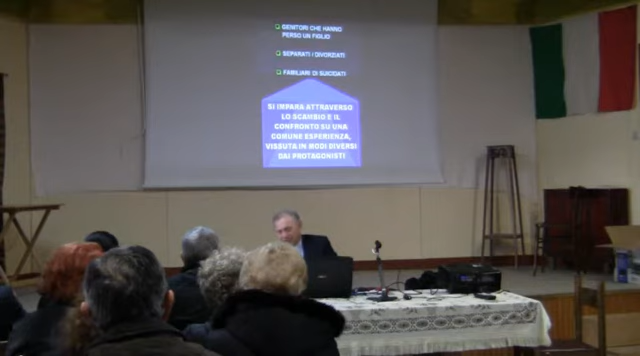 GENITORI CHE HANNO
PERSO UN FIGLIO
SEPARATI / DIVORZIATI
FAMILIARI DI SUICIDATI
SI IMPARA ATTRAVERSO
LO SCAMBIO E IL
CONFRONTO SU UNA
COMUNE ESPERIENZA,
VISSUTA IN MODI DIVERSI
DAI PROTAGONISTI